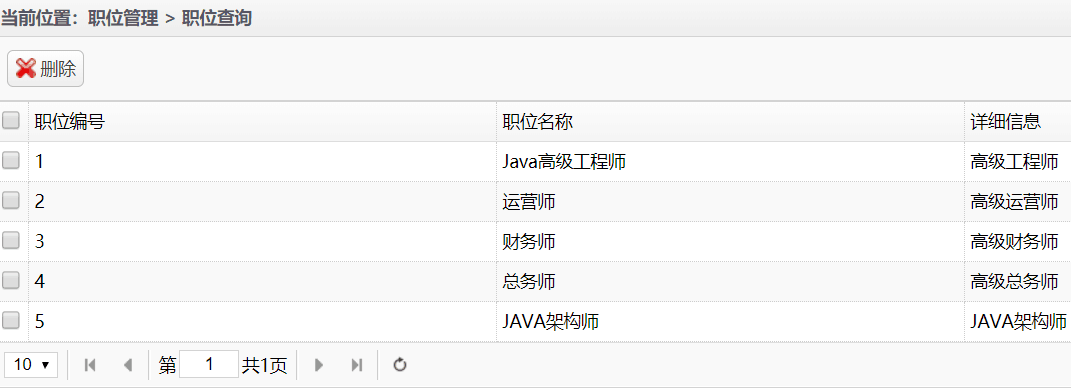 当前位置：职位管理 > 职位查询
删除
职位编号 职位名称 详细信息
1 Java高级工程师 高级工程师
2 运营师 高级运营师
3 财务师 高级财务师
4 总务师 高级总务师
5 JAVA架构师 JAVA架构师
10 第 1 共1页